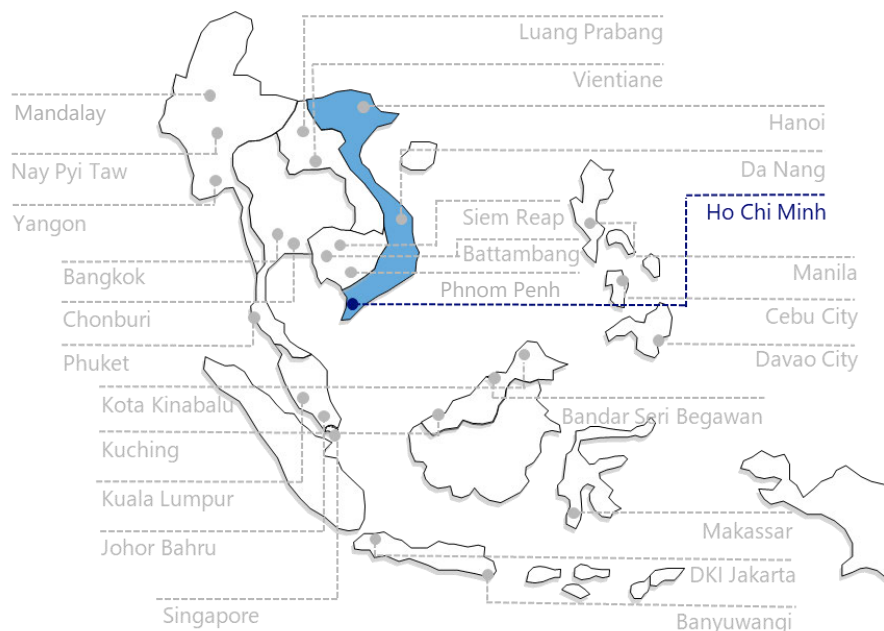 Luang Prabang
Vientiane
Mandalay
Hanoi
Nay Pyi Taw
Da Nang
Yangon
Siem Reap
Ho Chi Minh
Battambang
Bangkok
Manila
Phnom Penh
Chonburi
Cebu City
Phuket
Davao City
Kota Kinabalu
Bandar Seri Begawan
Kuching
Kuala Lumpur
Makassar
Johor Bahru
DKI Jakarta
Singapore
Banyuwangi